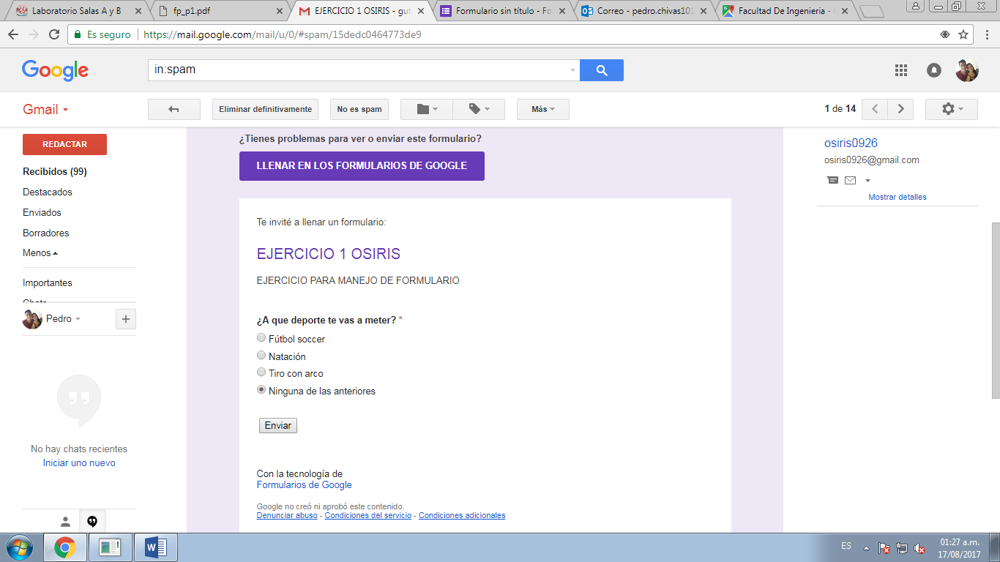 Laboratorio Salas A y B
fp_p1.pdf
EJERCICIO 1 OSIRIS - gut
Formulario sin título - Fo
Correo - pedro.chivas101
Facultad De Ingenieria -
Es seguro
https://mail.google.com/mail/u/0/#spam/15dedc0464773de9
Google
in:spam
Gmail
Eliminar definitivamente
No es spam
Más
1 de 14
REDACTAR
Recibidos (99)
Destacados
Enviados
Borradores
Menos
Importantes
Chats
Pedro
No hay chats recientes
Iniciar uno nuevo
¿Tienes problemas para ver o enviar este formulario?
LLENAR EN LOS FORMULARIOS DE GOOGLE
Te invité a llenar un formulario:
EJERCICIO 1 OSIRIS
EJERCICIO PARA MANEJO DE FORMULARIO
¿A que deporte te vas a meter? *
Fútbol soccer
Natación
Tiro con arco
Ninguna de las anteriores
Enviar
Con la tecnología de
Formularios de Google
Google no creó ni aprobó este contenido.
Denunciar abuso - Condiciones del servicio - Condiciones adicionales
osiris0926
osiris0926@gmail.com
Mostrar detalles
ES
01:27 a.m.
17/08/2017